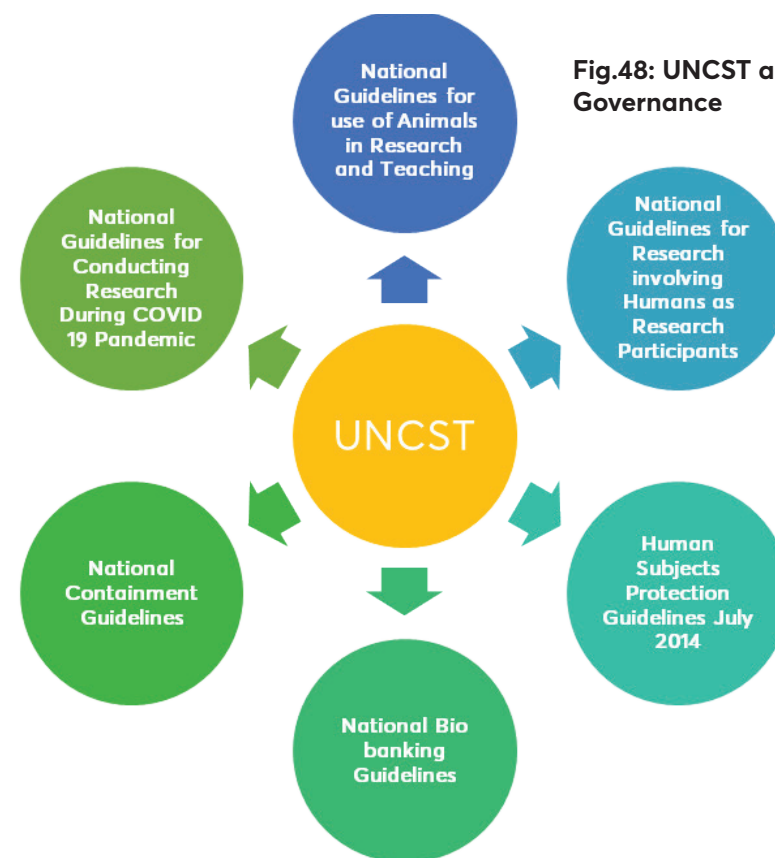 Fig.48: UNCST a
Governance
National
Guidelines for
use of Animals
in Research
and Teaching
National
Guidelines for
Research
involving
Humans as
Research
Participants
Human
Subjects
Protection
Guidelines July
2014
National Bio
banking
Guidelines
National
Containment
Guidelines
National
Guidelines for
Conducting
Research
During COVID
19 Pandemic
UNCST